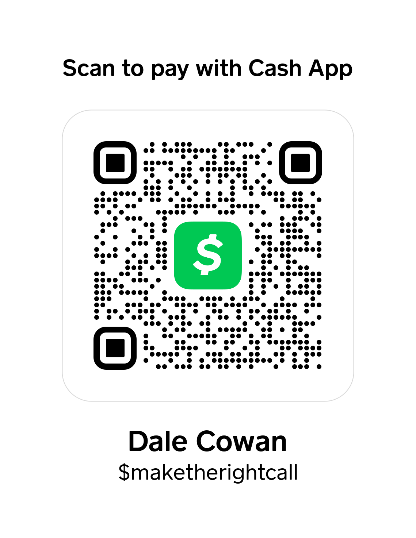 Scan to pay with Cash App
$
Dale Cowan
$maketherightcall